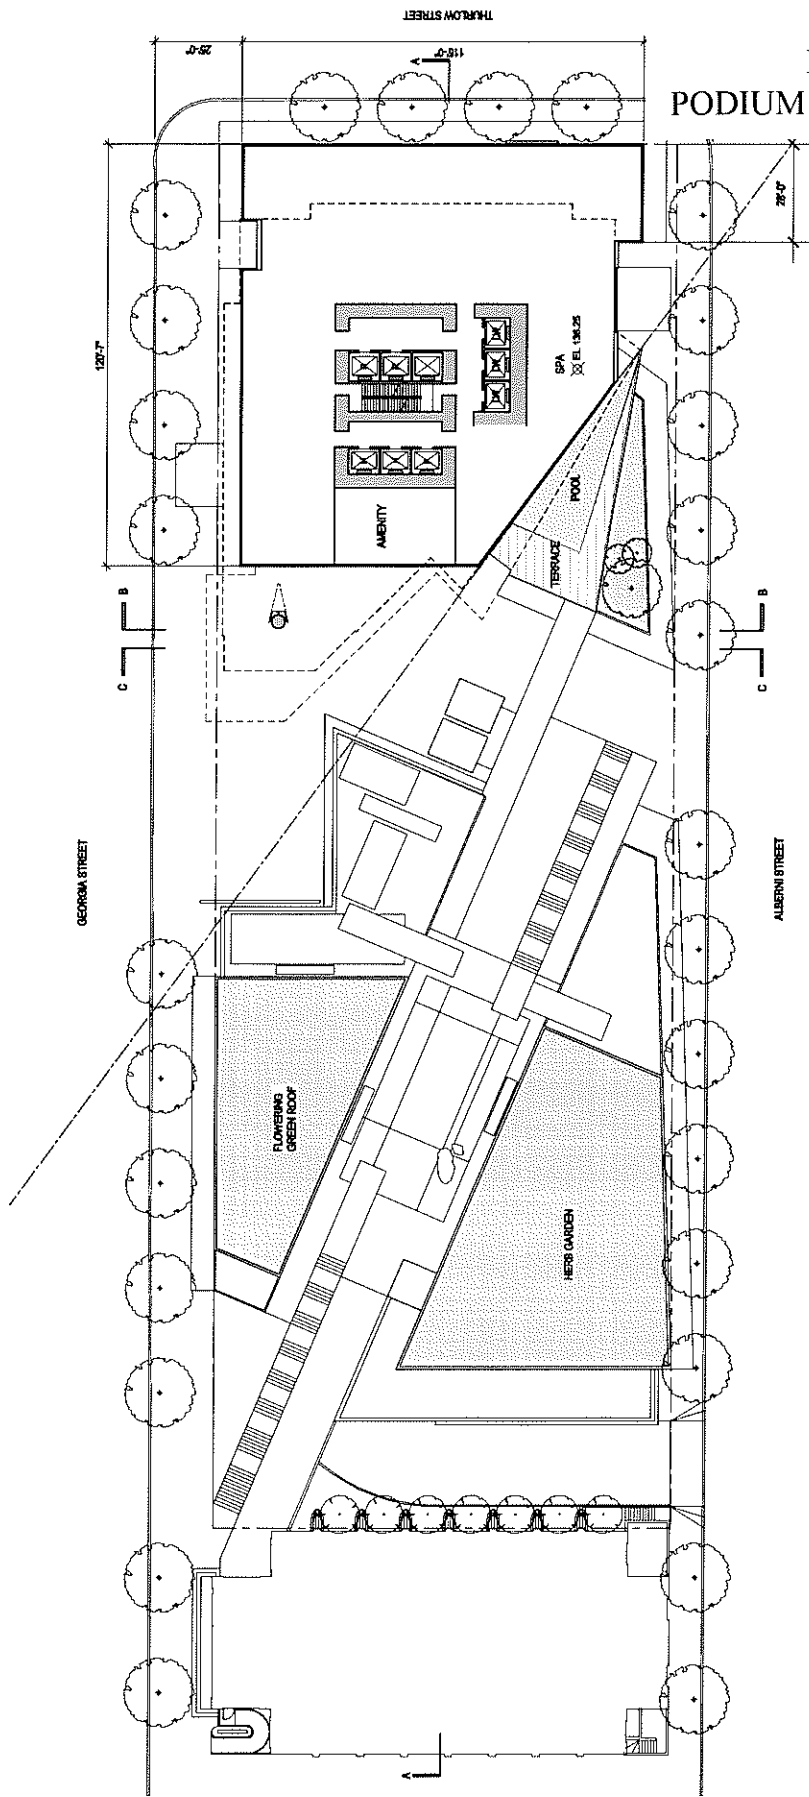 THURLOW STREET
25'-0"
115'-0"
A
PODIUM
120'-7"
28'-0"
SPA
EL 136.25
AMENITY
POOL
TERRACE
B
C
B
C
GEORGIA STREET
ALBERNI STREET
FLOWERING
GREEN ROOF
HERB GARDEN
A